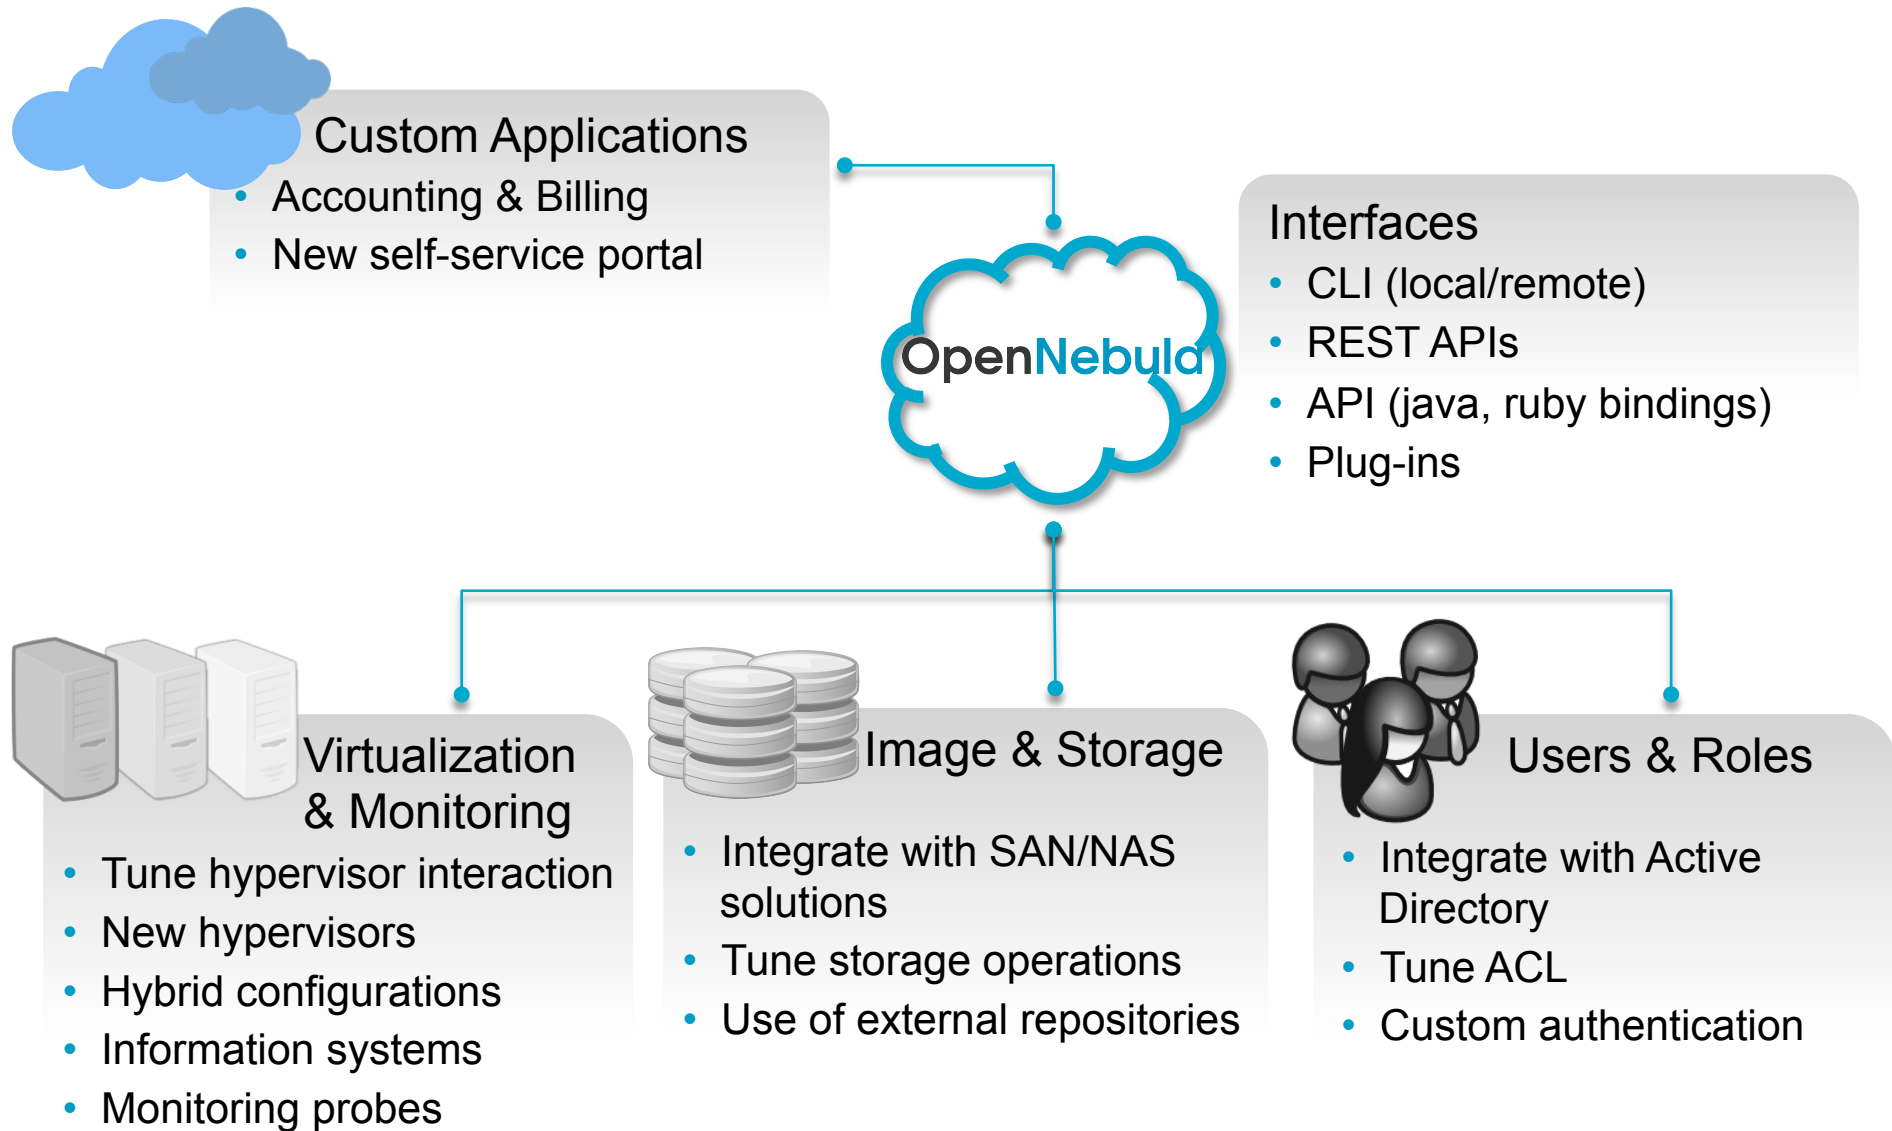 Custom Applications
• Accounting & Billing
• New self-service portal
OpenNebula
Interfaces
• CLI (local/remote)
• REST APIs
• API (java, ruby bindings)
• Plug-ins
Virtualization
& Monitoring
• Tune hypervisor interaction
• New hypervisors
• Hybrid configurations
• Information systems
• Monitoring probes
Image & Storage
• Integrate with SAN/NAS
solutions
• Tune storage operations
• Use of external repositories
Users & Roles
• Integrate with Active
Directory
• Tune ACL
• Custom authentication